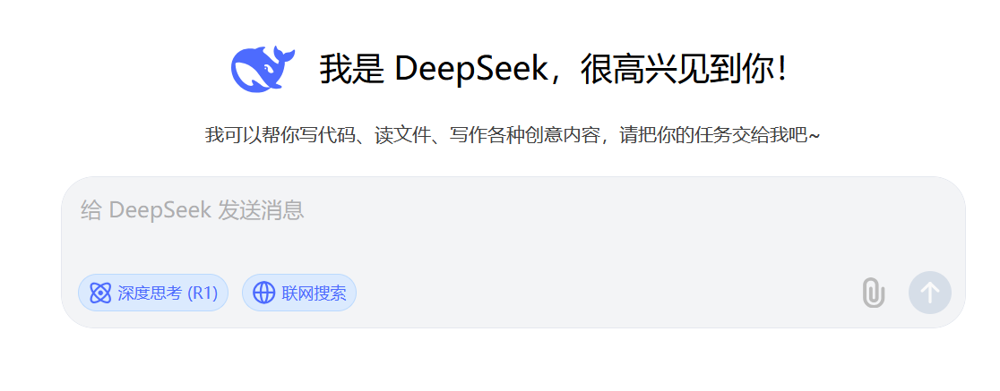 我是 DeepSeek，很高兴见到你！
我可以帮你写代码、读文件、写作各种创意内容，请把你的任务交给我吧~
给 DeepSeek 发送消息
深度思考 (R1) 联网搜索